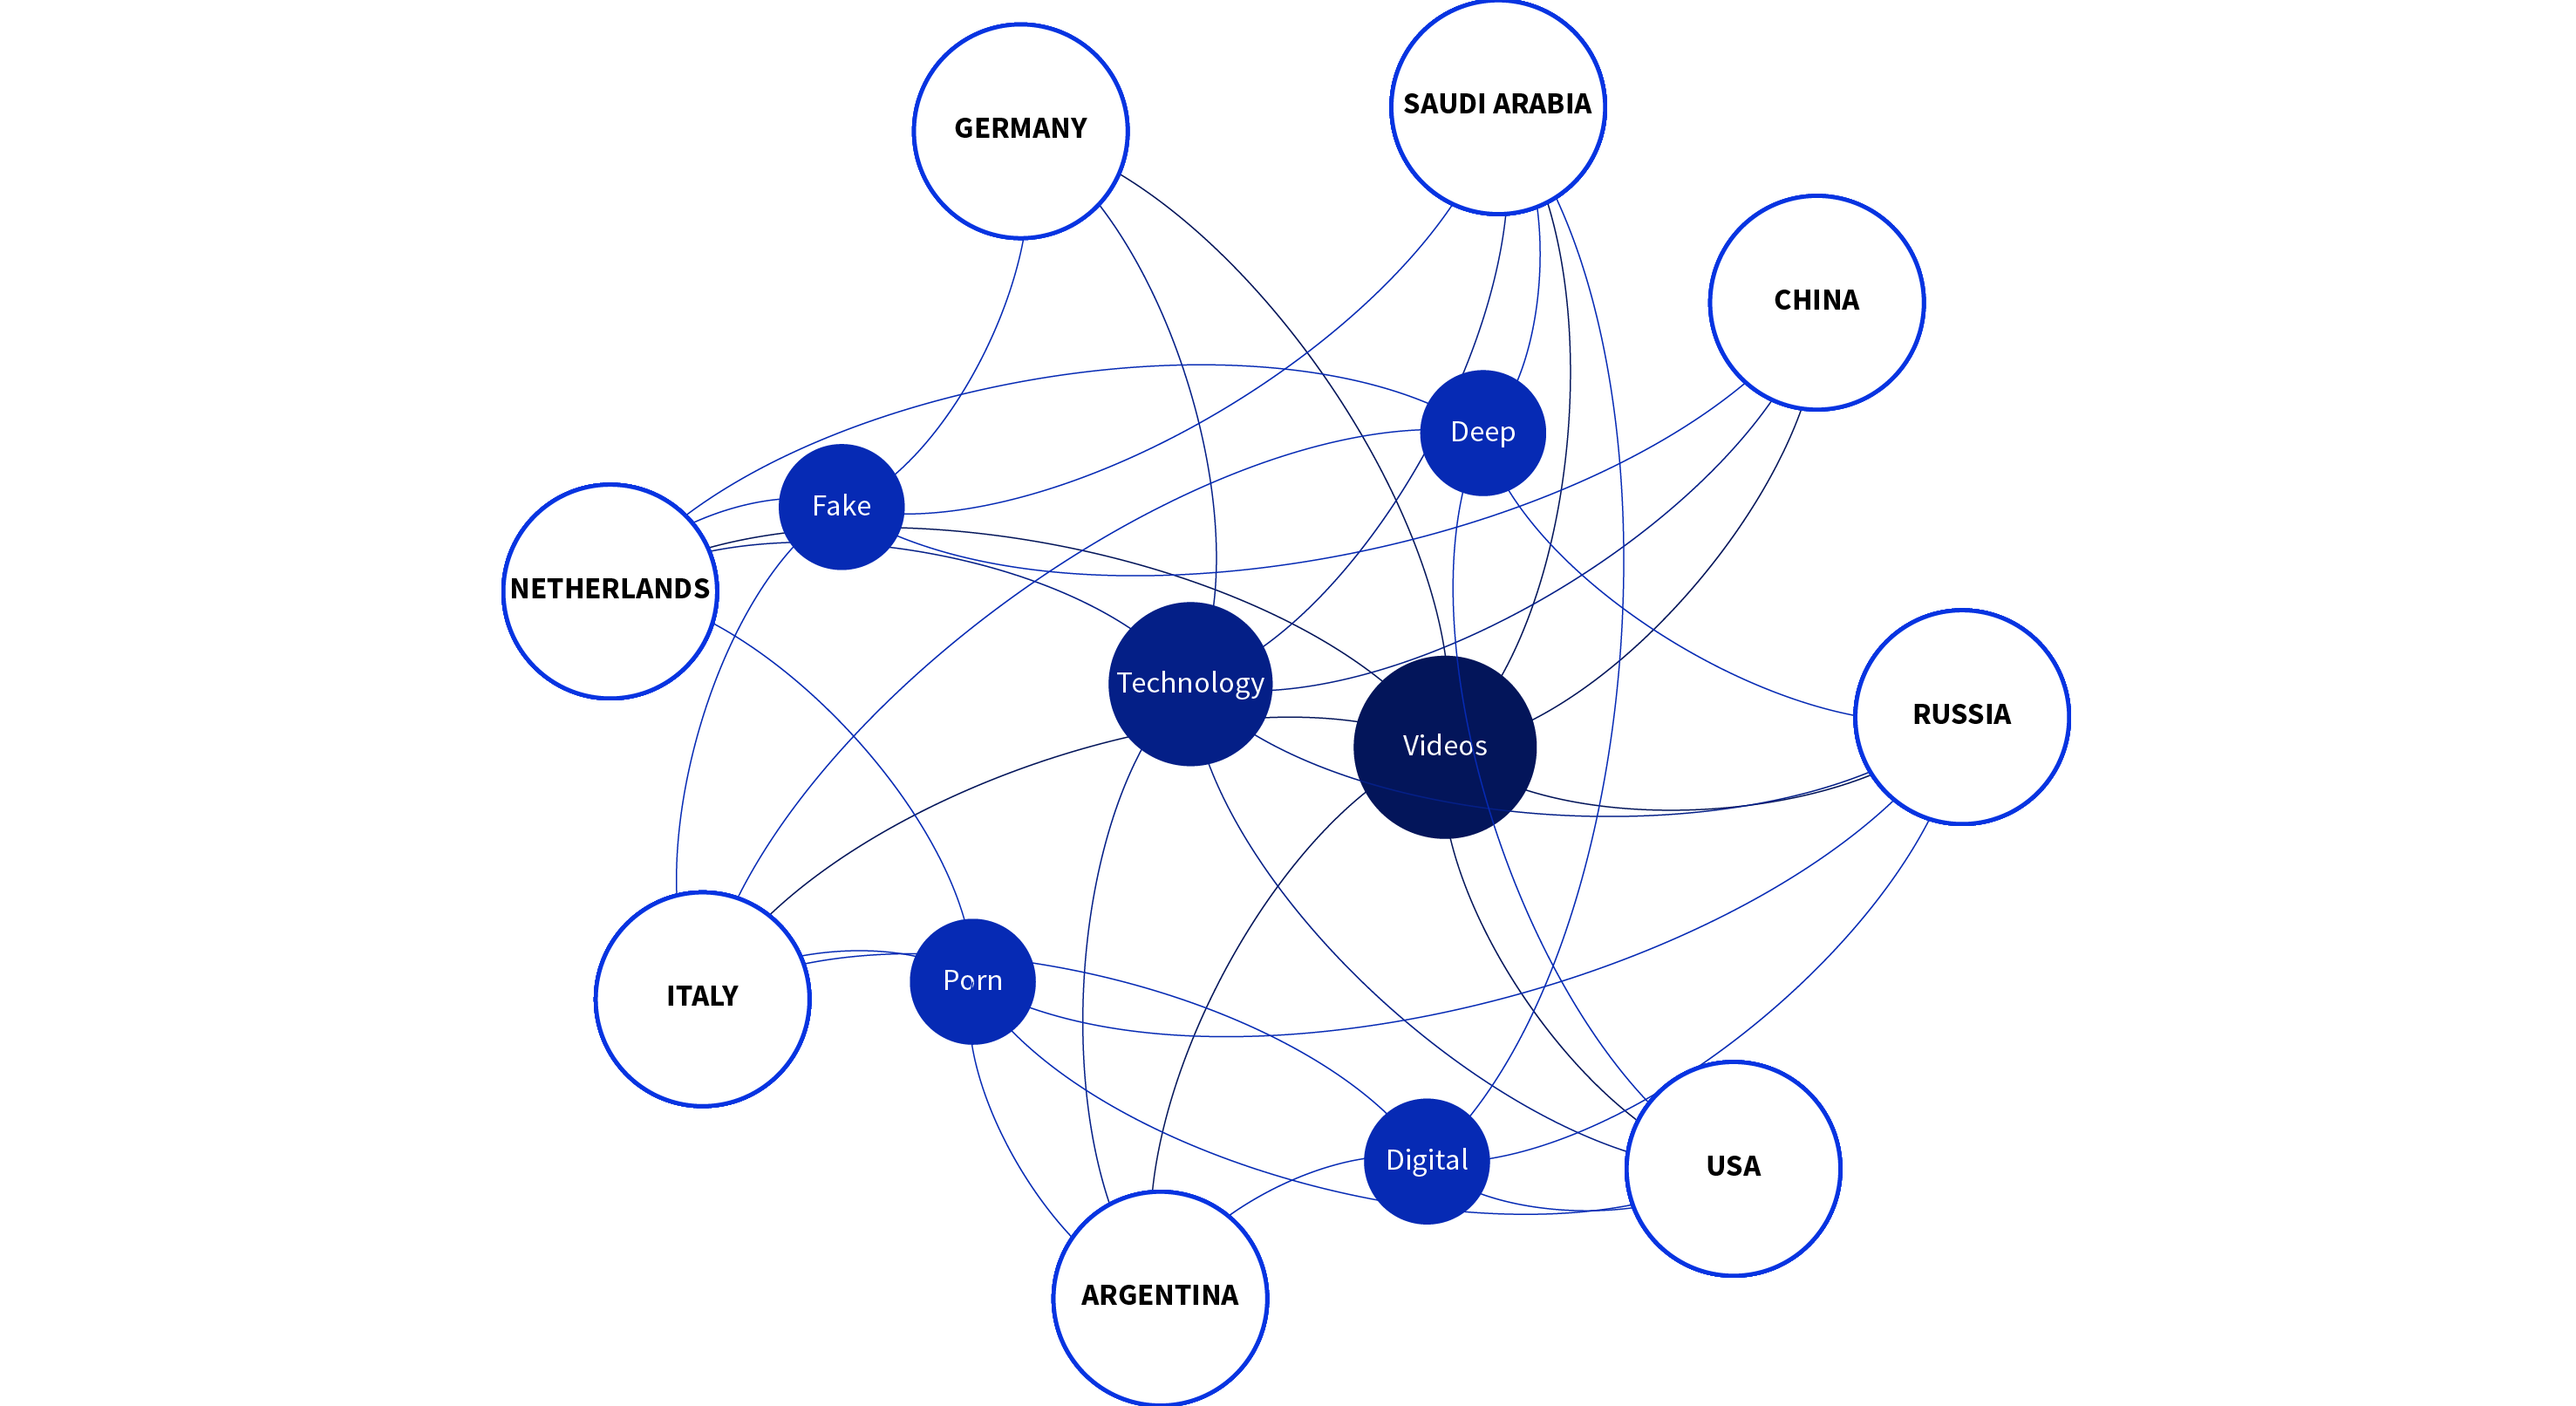 SAUDI ARABIA
GERMANY
CHINA
Deep
Fake
NETHERLANDS
Technology
RUSSIA
Videos
Porn
ITALY
Digital
USA
ARGENTINA